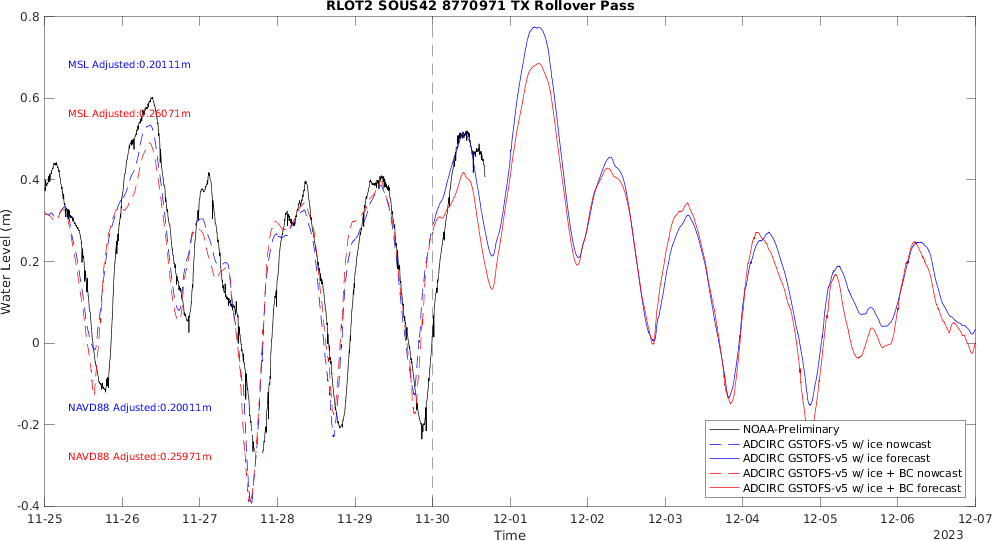 RLOT2 SOUS42 8770971 TX Rollover Pass
0.8
0.6
0.4
0.2
0
-0.2
-0.4
Water Level (m)
MSL Adjusted:0.20111m
MSL Adjusted:0.26071m
NAVD88 Adjusted:0.20011m
NAVD88 Adjusted:0.25971m
NOAA-Preliminary
ADCIRC GSTOFS-v5 w/ ice nowcast
ADCIRC GSTOFS-v5 w/ ice forecast
ADCIRC GSTOFS-v5 w/ ice + BC nowcast
ADCIRC GSTOFS-v5 w/ ice + BC forecast
11-25 11-26 11-27 11-28 11-29 11-30 12-01 12-02 12-03 12-04 12-05 12-06 12-07
Time
2023